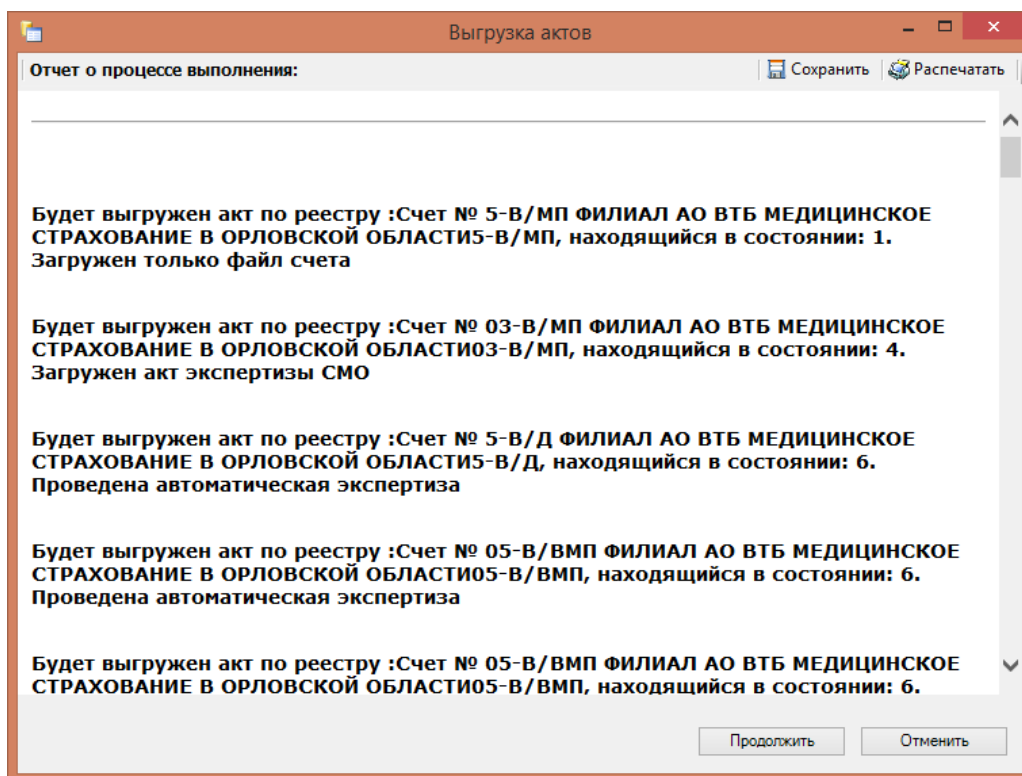 Выгрузка актов
Отчет о процессе выполнения:
Сохранить
Распечатать
Будет выгружен акт по реестру :Счет № 5-В/МП ФИЛИАЛ АО ВТБ МЕДИЦИНСКОЕ
СТРАХОВАНИЕ В ОРЛОВСКОЙ ОБЛАСТИ5-В/МП, находящийся в состоянии: 1.
Загружен только файл счета
Будет выгружен акт по реестру :Счет № 03-В/МП ФИЛИАЛ АО ВТБ МЕДИЦИНСКОЕ
СТРАХОВАНИЕ В ОРЛОВСКОЙ ОБЛАСТИ03-В/МП, находящийся в состоянии: 4.
Загружен акт экспертизы СМО
Будет выгружен акт по реестру :Счет № 5-В/Д ФИЛИАЛ АО ВТБ МЕДИЦИНСКОЕ
СТРАХОВАНИЕ В ОРЛОВСКОЙ ОБЛАСТИ5-В/Д, находящийся в состоянии: 6.
Проведена автоматическая экспертиза
Будет выгружен акт по реестру :Счет № 05-В/ВМП ФИЛИАЛ АО ВТБ МЕДИЦИНСКОЕ
СТРАХОВАНИЕ В ОРЛОВСКОЙ ОБЛАСТИ05-В/ВМП, находящийся в состоянии: 6.
Проведена автоматическая экспертиза
Будет выгружен акт по реестру :Счет № 05-В/ВМП ФИЛИАЛ АО ВТБ МЕДИЦИНСКОЕ
СТРАХОВАНИЕ В ОРЛОВСКОЙ ОБЛАСТИ05-В/ВМП, находящийся в состоянии: 6.
Продолжить
Отменить